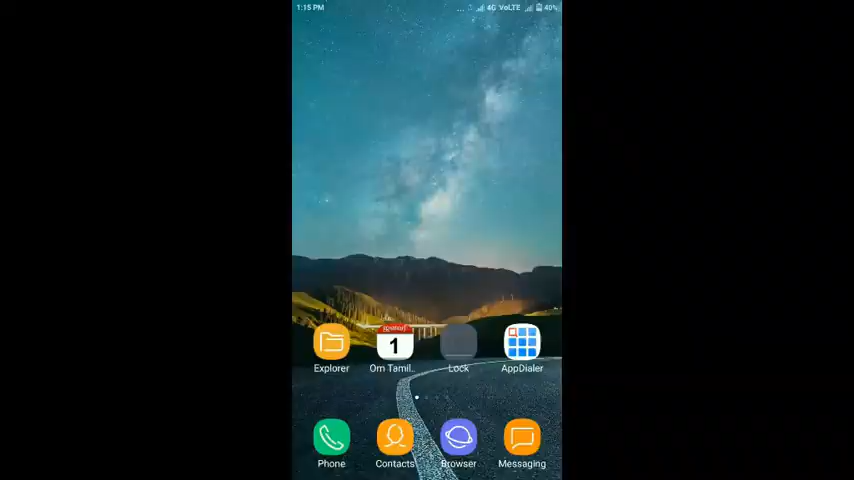 1:15 PM
... 4G VoLTE 40%
Explorer
Om Tamil..
Lock
AppDialer
1
Phone
Contacts
Browser
Messaging